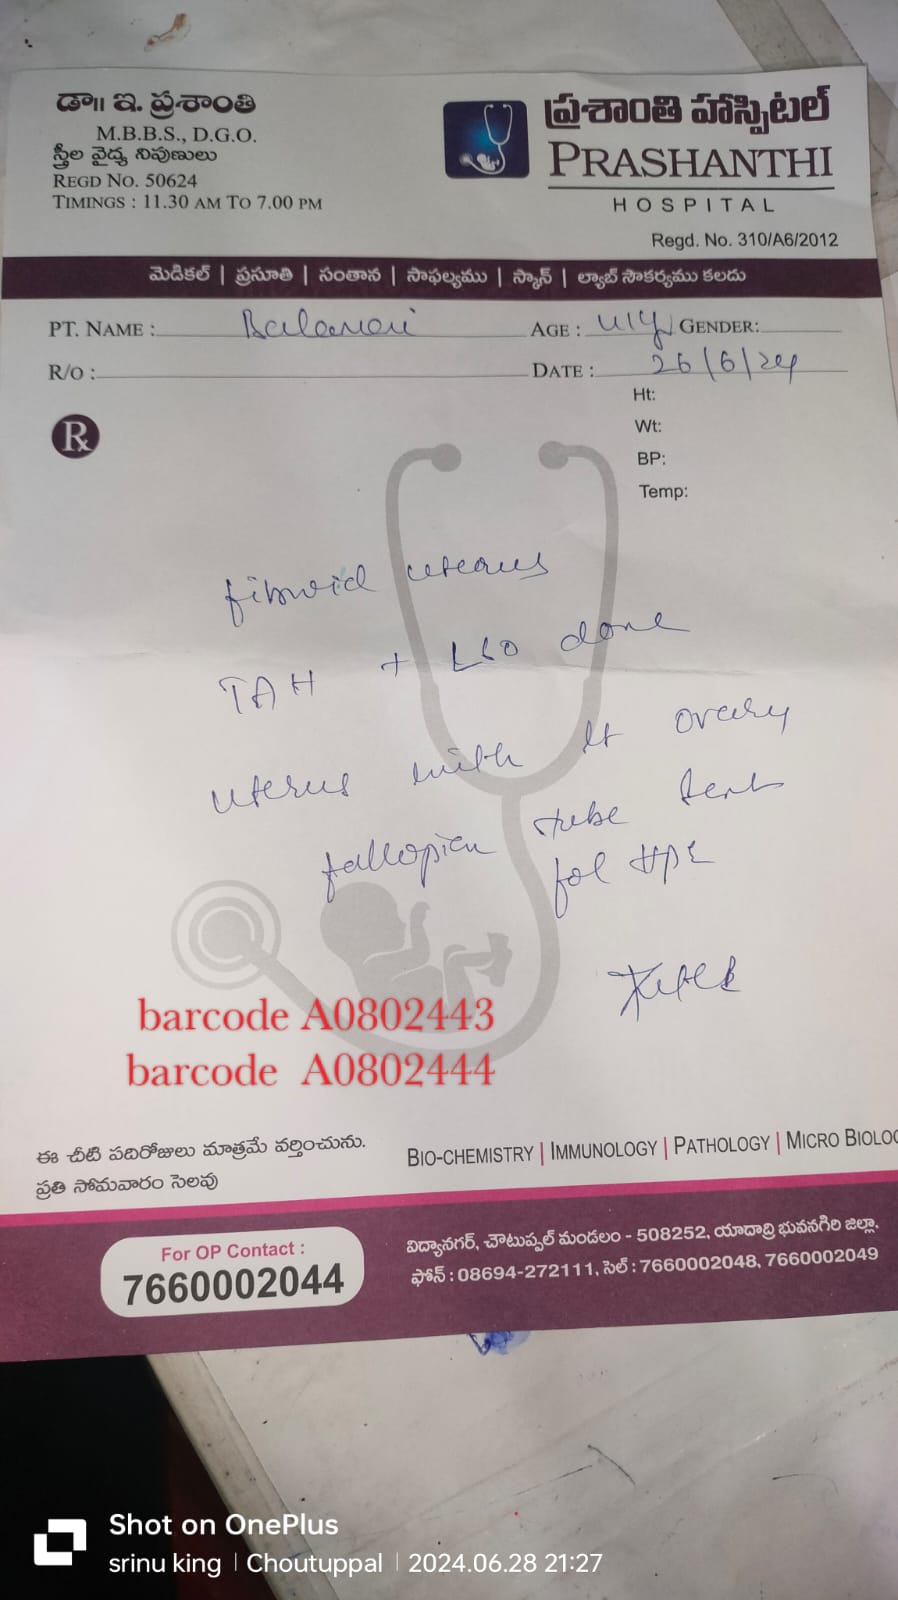 డా॥ ఇ. ప్రశాంతి
M.B.B.S., D.G.O.
స్త్రీల వైద్య నిపుణులు
REGD NO. 50624
TIMINGS : 11.30 AM TO 7.00 PM
ప్రశాంతి హాస్పిటల్
PRASHANTHI
HOSPITAL
Regd. No. 310/A6/2012
మెడికల్ | ప్రసూతి | సంతాన | సాఫల్యము | స్కాన్ | ల్యాబ్ సౌకర్యము కలదు
PT. NAME : AGE : 41y GENDER:
R/O : DATE : 26/6/24
Ht:
Wt:
BP:
Temp:
Rx
fibroid uterus
TAH + LSO done
uterus with lt ovary
fallopian tube sent
for HPE
barcode A0802443
barcode A0802444
ఈ చీటి పదిరోజులు మాత్రమే వర్తించును.
ప్రతి సోమవారం సెలవు
BIO-CHEMISTRY | IMMUNOLOGY | PATHOLOGY | MICRO BIOLOG
For OP Contact :
7660002044
విద్యానగర్, చౌటుప్పల్ మండలం - 508252, యాదాద్రి భువనగిరి జిల్లా.
ఫోన్ : 08694-272111, సెల్ : 7660002048, 7660002049
Shot on OnePlus
srinu king | Choutuppal | 2024.06.28 21:27